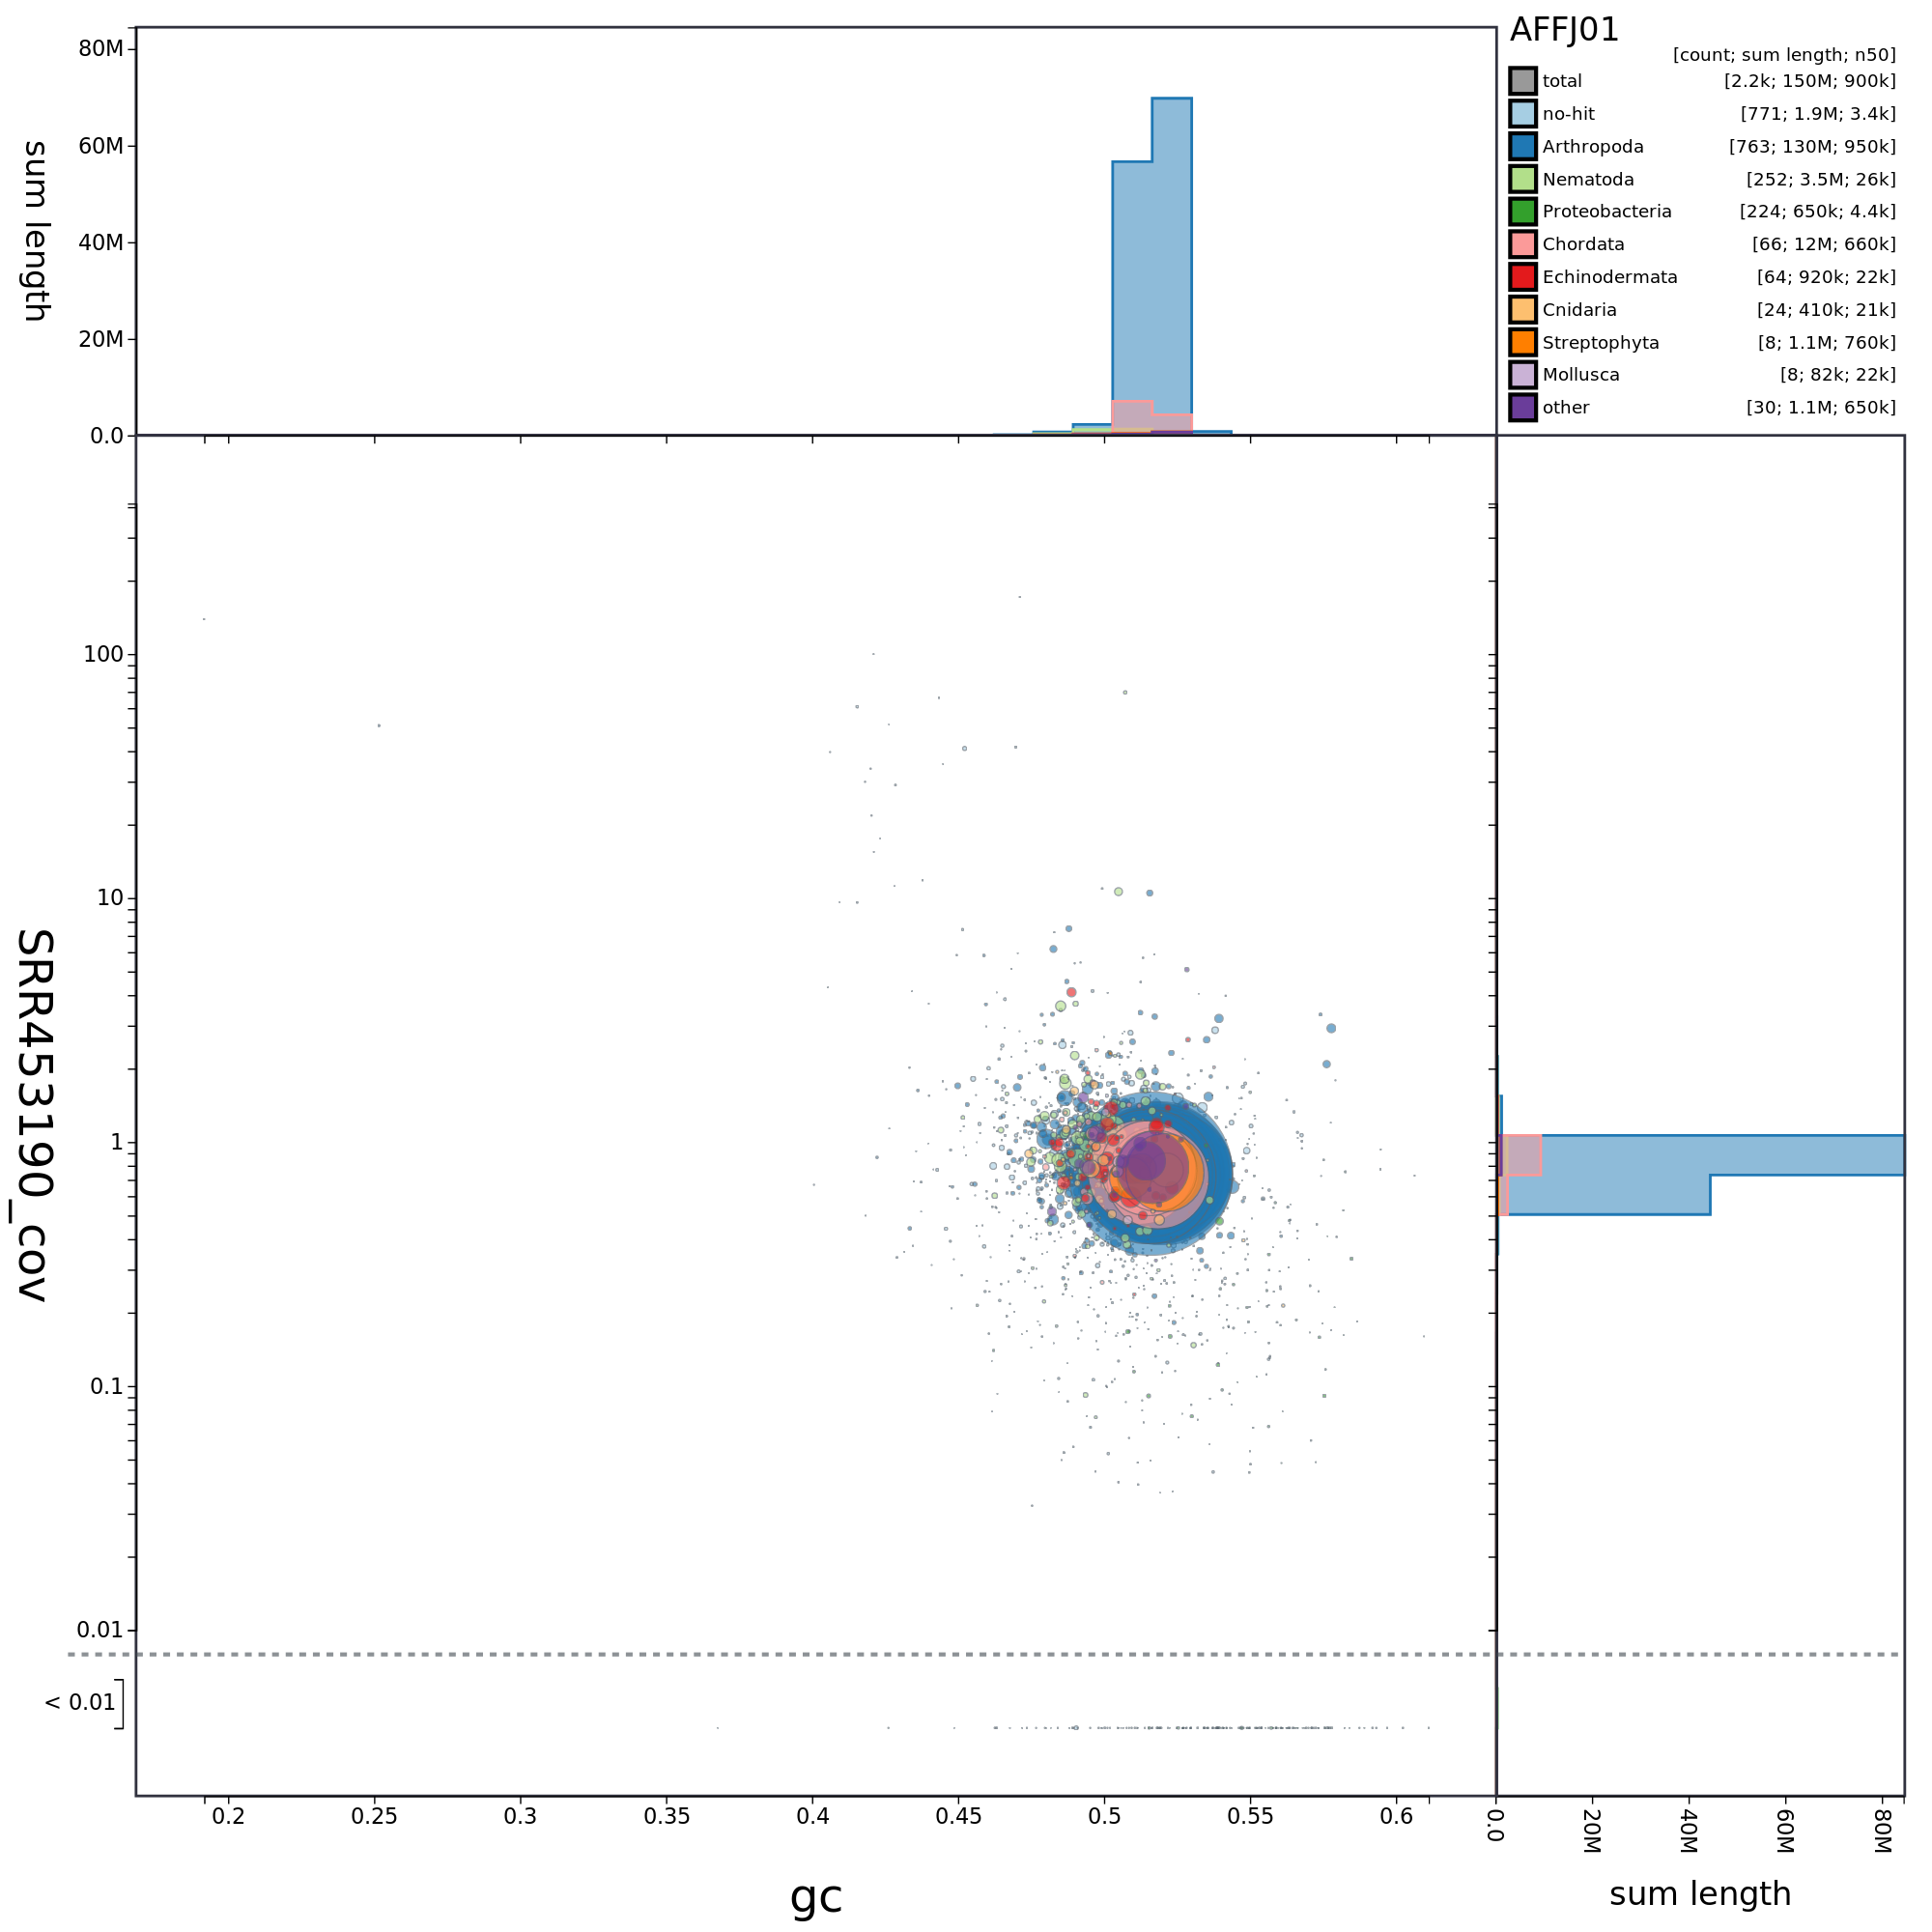 AFFJ01
[count; sum length; n50]
total [2.2k; 150M; 900k]
no-hit [771; 1.9M; 3.4k]
Arthropoda [763; 130M; 950k]
Nematoda [252; 3.5M; 26k]
Proteobacteria [224; 650k; 4.4k]
Chordata [66; 12M; 660k]
Echinodermata [64; 920k; 22k]
Cnidaria [24; 410k; 21k]
Streptophyta [8; 1.1M; 760k]
Mollusca [8; 82k; 22k]
other [30; 1.1M; 650k]
sum length
80M
60M
40M
20M
0.0
SRR453190_cov
100
10
1
0.1
0.01
< 0.01
0.2 0.25 0.3 0.35 0.4 0.45 0.5 0.55 0.6
gc
0.0 20M 40M 60M 80M
sum length